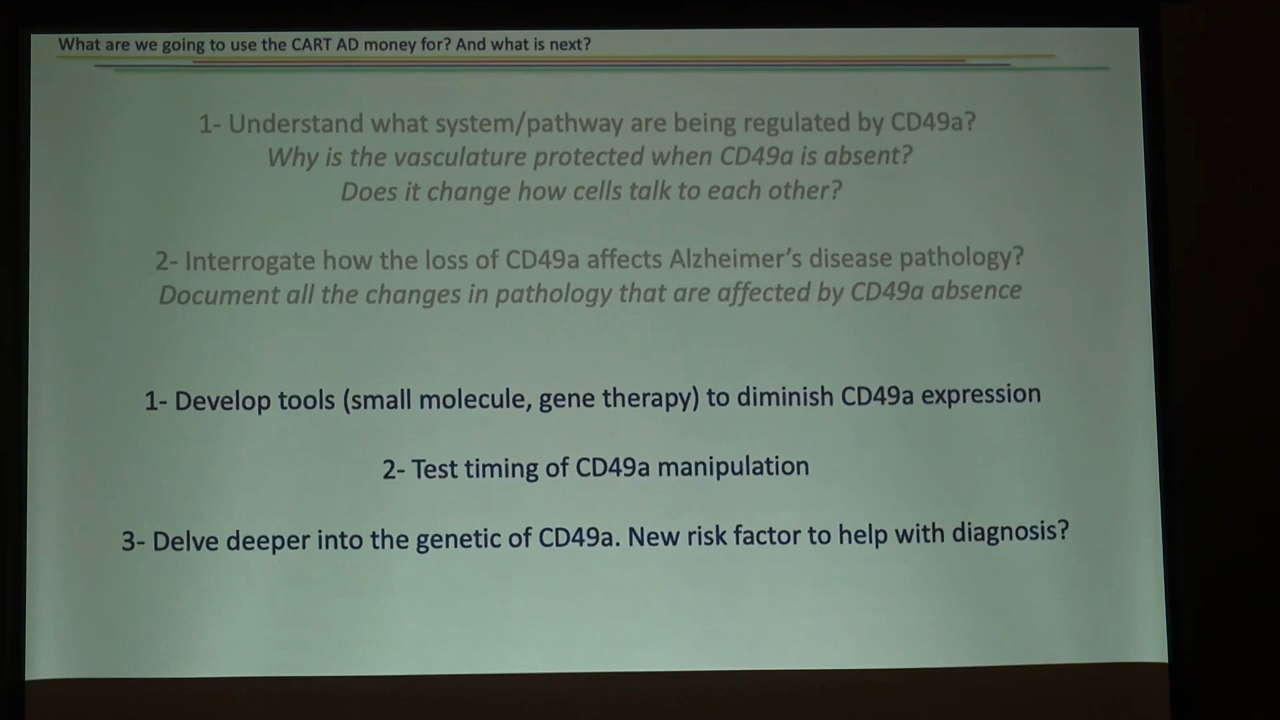 What are we going to use the CART AD money for? And what is next?
1- Understand what system/pathway are being regulated by CD49a?
Why is the vasculature protected when CD49a is absent?
Does it change how cells talk to each other?
2- Interrogate how the loss of CD49a affects Alzheimer's disease pathology?
Document all the changes in pathology that are affected by CD49a absence
1- Develop tools (small molecule, gene therapy) to diminish CD49a expression
2- Test timing of CD49a manipulation
3- Delve deeper into the genetic of CD49a. New risk factor to help with diagnosis?